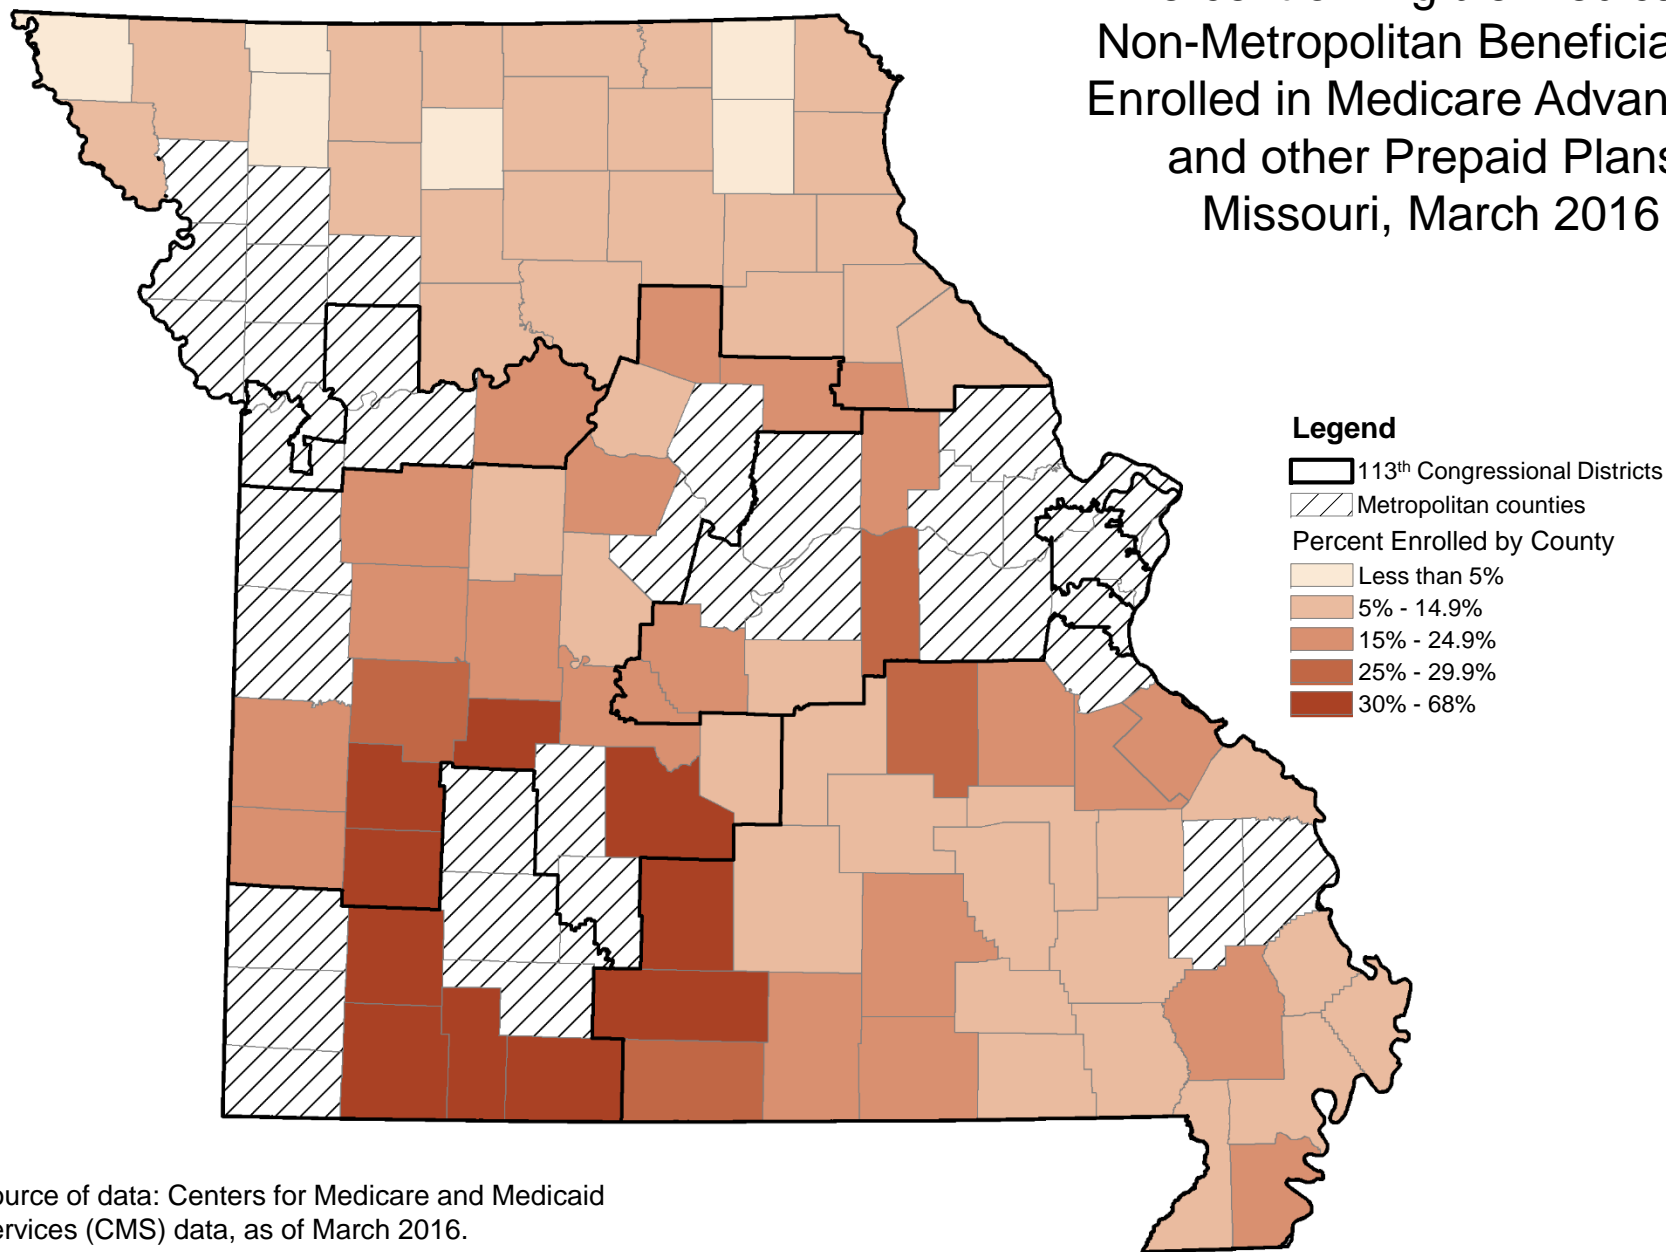 Non-Metropolitan Beneficia
Enrolled in Medicare Advan
and other Prepaid Plans
Missouri, March 2016
Legend
113th Congressional Districts
Metropolitan counties
Percent Enrolled by County
Less than 5%
5% - 14.9%
15% - 24.9%
25% - 29.9%
30% - 68%
ource of data: Centers for Medicare and Medicaid
ervices (CMS) data, as of March 2016.